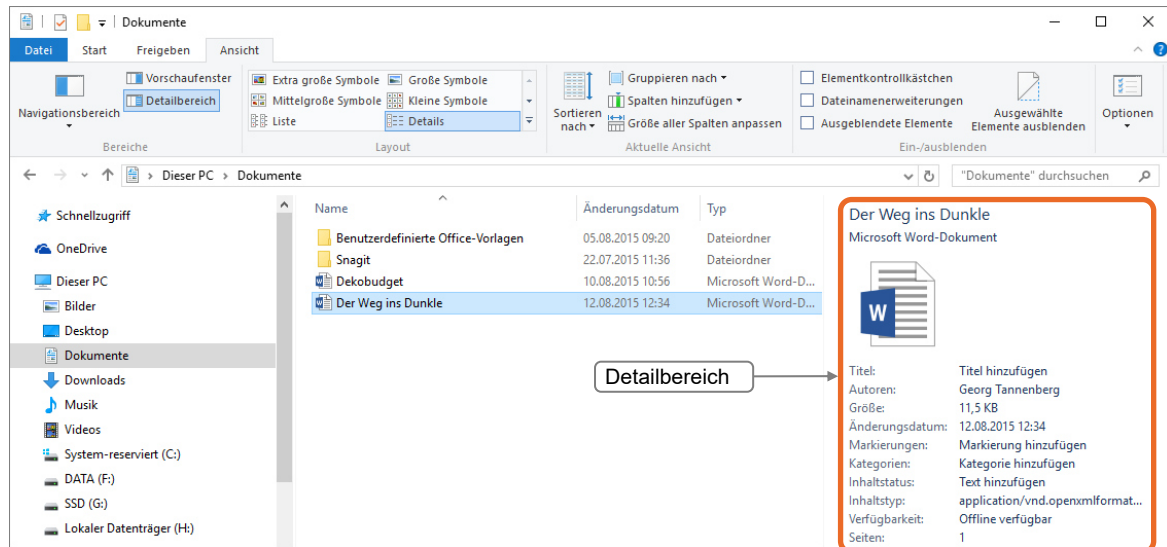 Dokumente
Datei Start Freigeben Ansicht
Navigationsbereich
Vorschaufenster
Detailbereich
Bereiche
Extra große Symbole Große Symbole
Mittelgroße Symbole Kleine Symbole
Liste Details
Layout
Sortieren
nach
Gruppieren nach
Spalten hinzufügen
Größe aller Spalten anpassen
Aktuelle Ansicht
Elementkontrollkästchen
Dateinamenerweiterungen
Ausgeblendete Elemente
Ausgewählte
Elemente ausblenden
Ein-/ausblenden
Optionen
Dieser PC > Dokumente
"Dokumente" durchsuchen
Schnellzugriff
OneDrive
Dieser PC
Bilder
Desktop
Dokumente
Downloads
Musik
Videos
System-reserviert (C:)
DATA (F:)
SSD (G:)
Lokaler Datenträger (H:)
Name Änderungsdatum Typ
Benutzerdefinierte Office-Vorlagen 05.08.2015 09:20 Dateiordner
Snagit 22.07.2015 11:36 Dateiordner
Dekobudget 10.08.2015 10:56 Microsoft Word-D...
Der Weg ins Dunkle 12.08.2015 12:34 Microsoft Word-D...
Detailbereich
Der Weg ins Dunkle
Microsoft Word-Dokument
W
Titel: Titel hinzufügen
Autoren: Georg Tannenberg
Größe: 11,5 KB
Änderungsdatum: 12.08.2015 12:34
Markierungen: Markierung hinzufügen
Kategorien: Kategorie hinzufügen
Inhaltstatus: Text hinzufügen
Inhaltstyp: application/vnd.openxmlformat...
Verfügbarkeit: Offline verfügbar
Seiten: 1